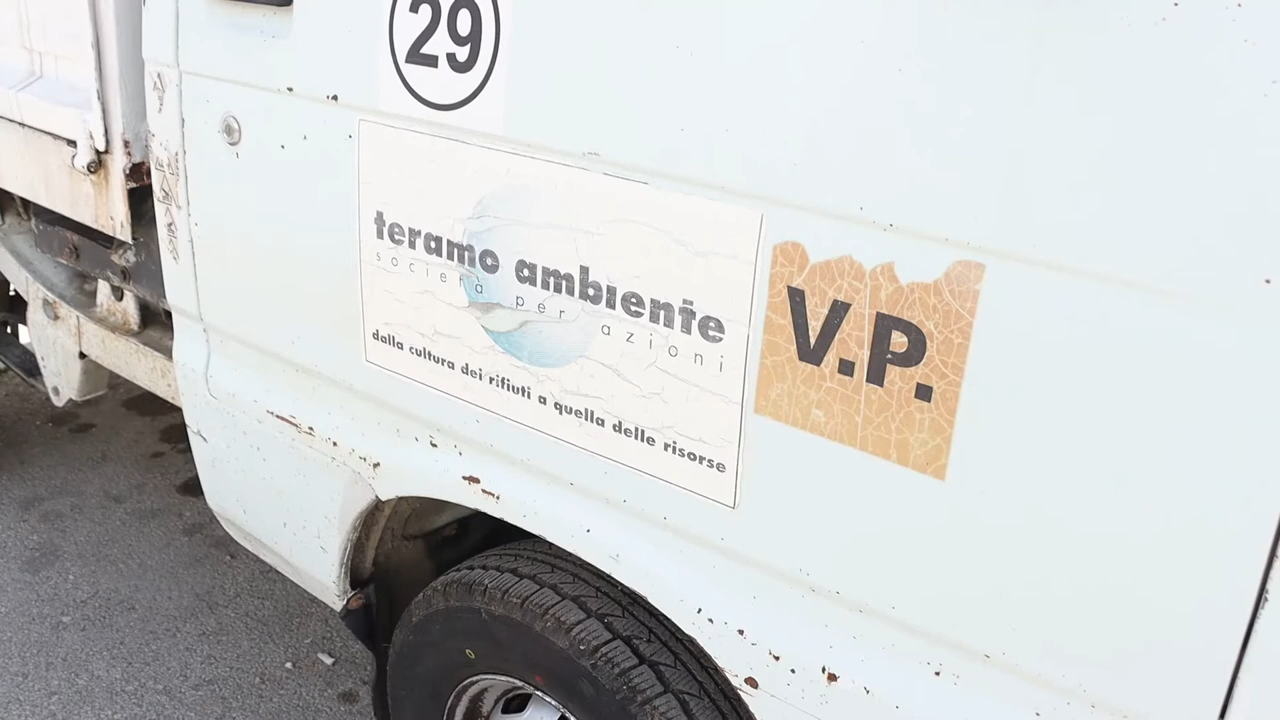 29
teramo ambiente
società per azioni
dalla cultura dei rifiuti a quella delle risorse
V.P.